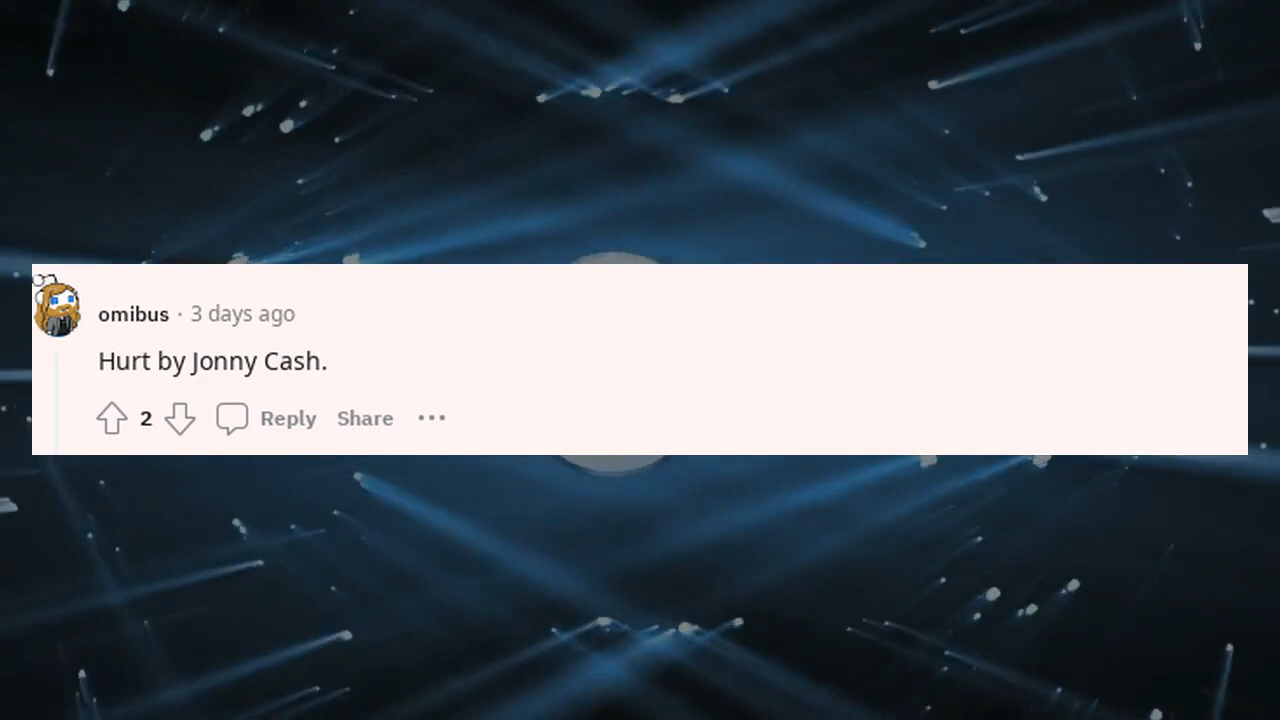 omibus · 3 days ago
Hurt by Jonny Cash.
2 Reply Share ···